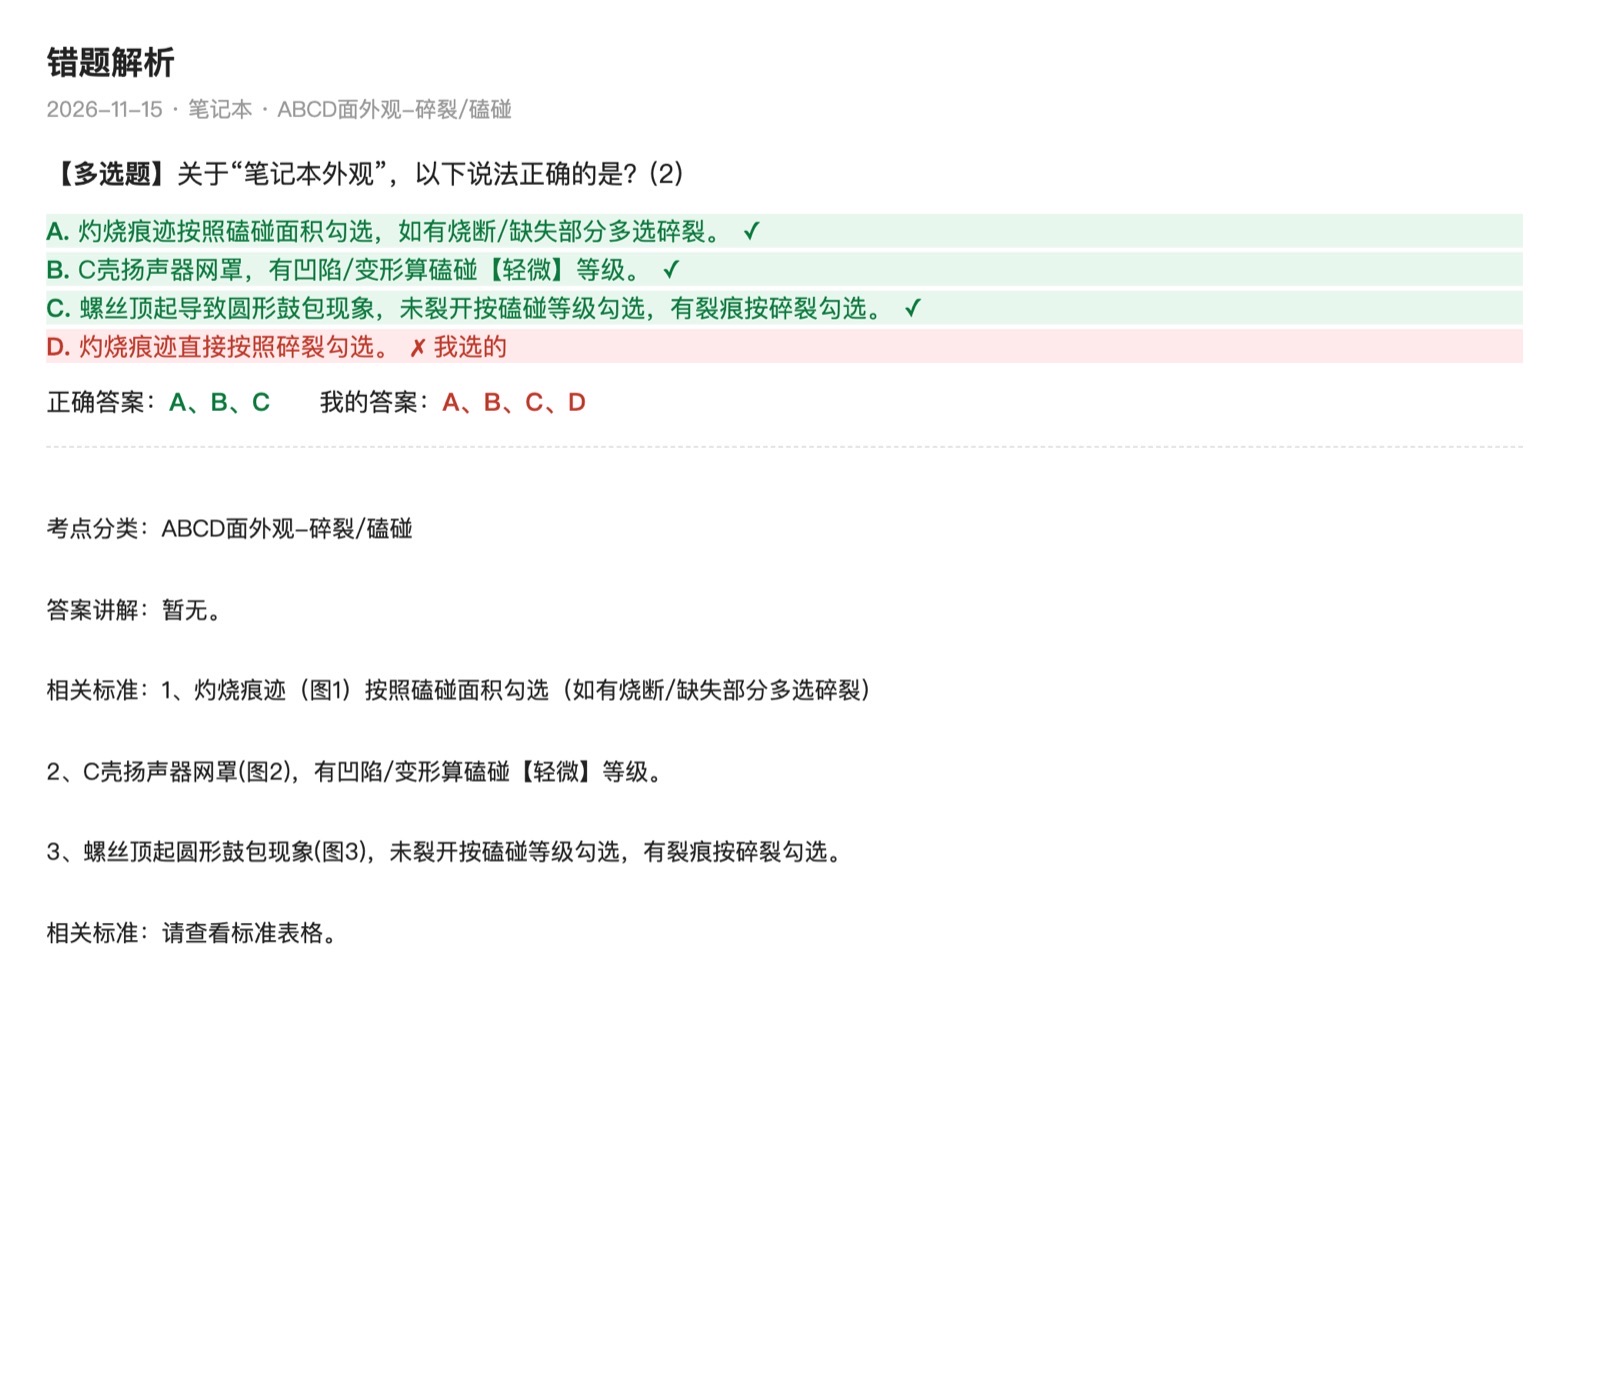 错题解析
2026-11-15 · 笔记本 · ABCD面外观-碎裂/磕碰
【多选题】关于“笔记本外观”，以下说法正确的是？(2)
A. 灼烧痕迹按照磕碰面积勾选，如有烧断/缺失部分多选碎裂。 ✓
B. C壳扬声器网罩，有凹陷/变形算磕碰【轻微】等级。 ✓
C. 螺丝顶起导致圆形鼓包现象，未裂开按磕碰等级勾选，有裂痕按碎裂勾选。 ✓
D. 灼烧痕迹直接按照碎裂勾选。 ✗ 我选的
正确答案：A、B、C 我的答案：A、B、C、D
考点分类：ABCD面外观-碎裂/磕碰
答案讲解：暂无。
相关标准：1、灼烧痕迹（图1）按照磕碰面积勾选（如有烧断/缺失部分多选碎裂）
2、C壳扬声器网罩(图2)，有凹陷/变形算磕碰【轻微】等级。
3、螺丝顶起圆形鼓包现象(图3)，未裂开按磕碰等级勾选，有裂痕按碎裂勾选。
相关标准：请查看标准表格。